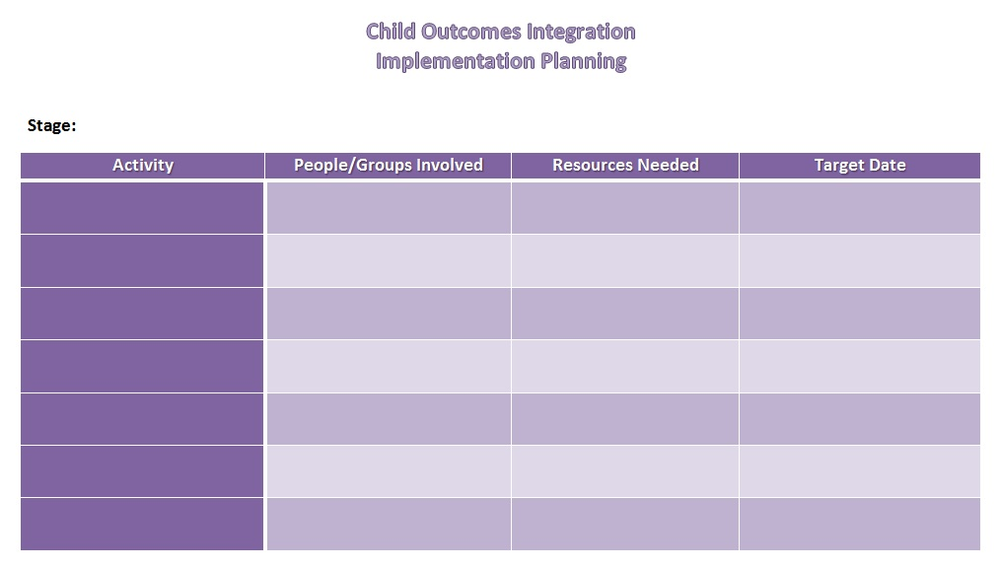 Child Outcomes Integration
Implementation Planning
Stage:
Activity People/Groups Involved Resources Needed Target Date